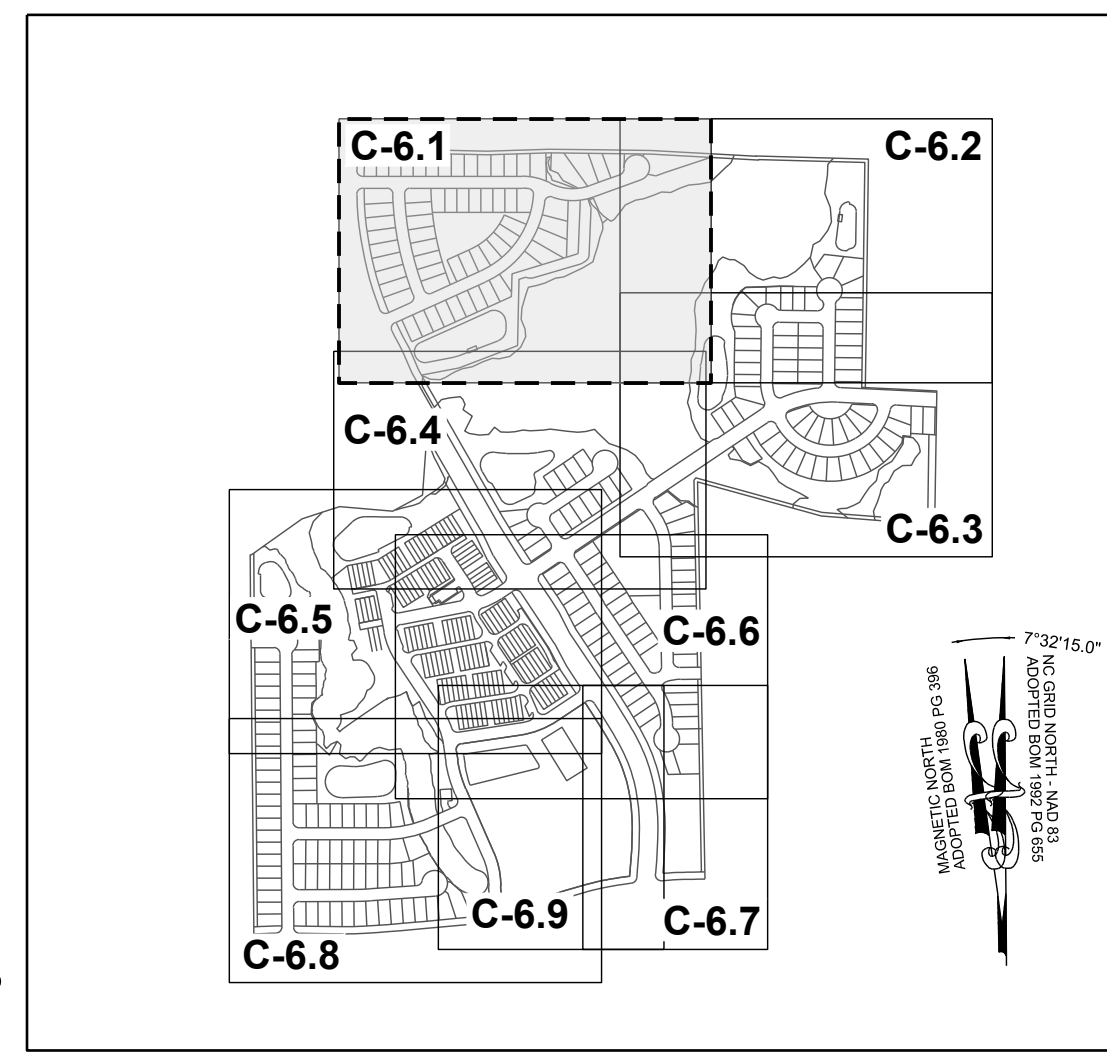 C-6.1
C-6.2
C-6.4
C-6.3
C-6.5
C-6.6
7°32'15.0"
MAGNETIC NORTH
ADOPTED BOM 1980 PG 396
NC GRID NORTH - NAD 83
ADOPTED BOM 1992 PG 655
C-6.9
C-6.7
C-6.8